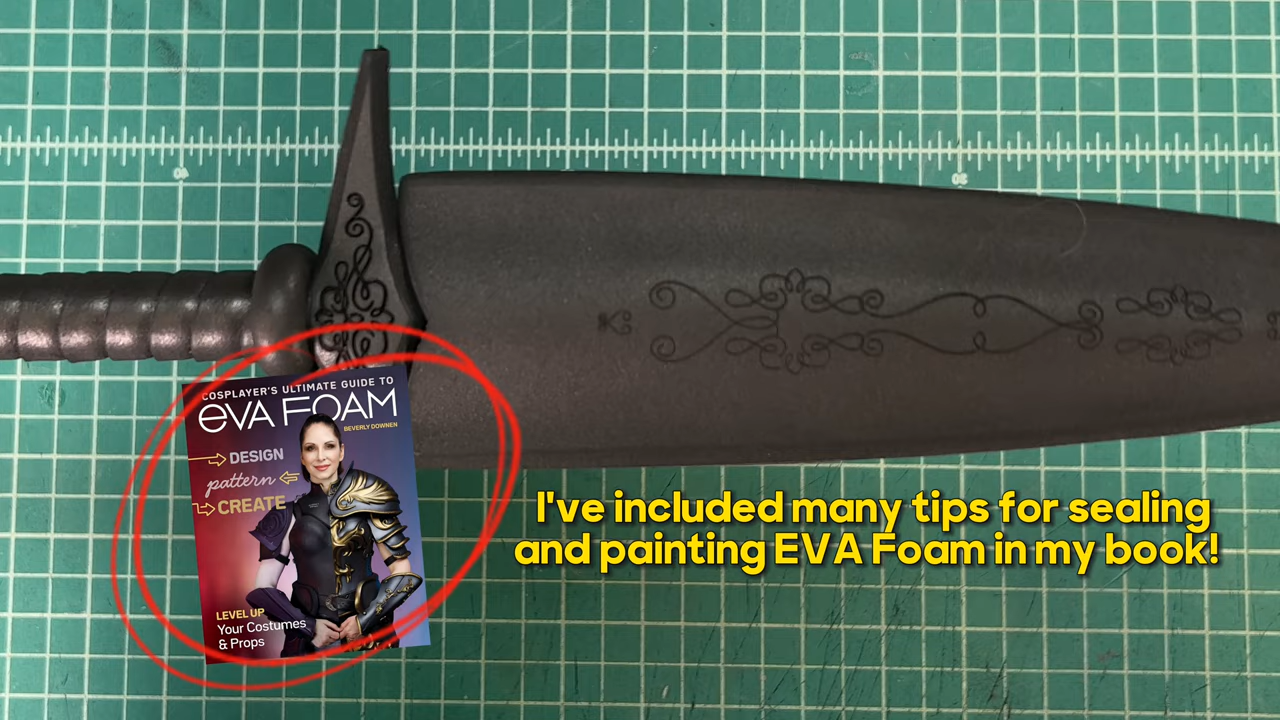 COSPLAYER'S ULTIMATE GUIDE TO
eVA FOAM
BEVERLY DOWNEN
DESIGN
pattern
CREATE
LEVEL UP
Your Costumes
& Props
I've included many tips for sealing
and painting EVA Foam in my book!